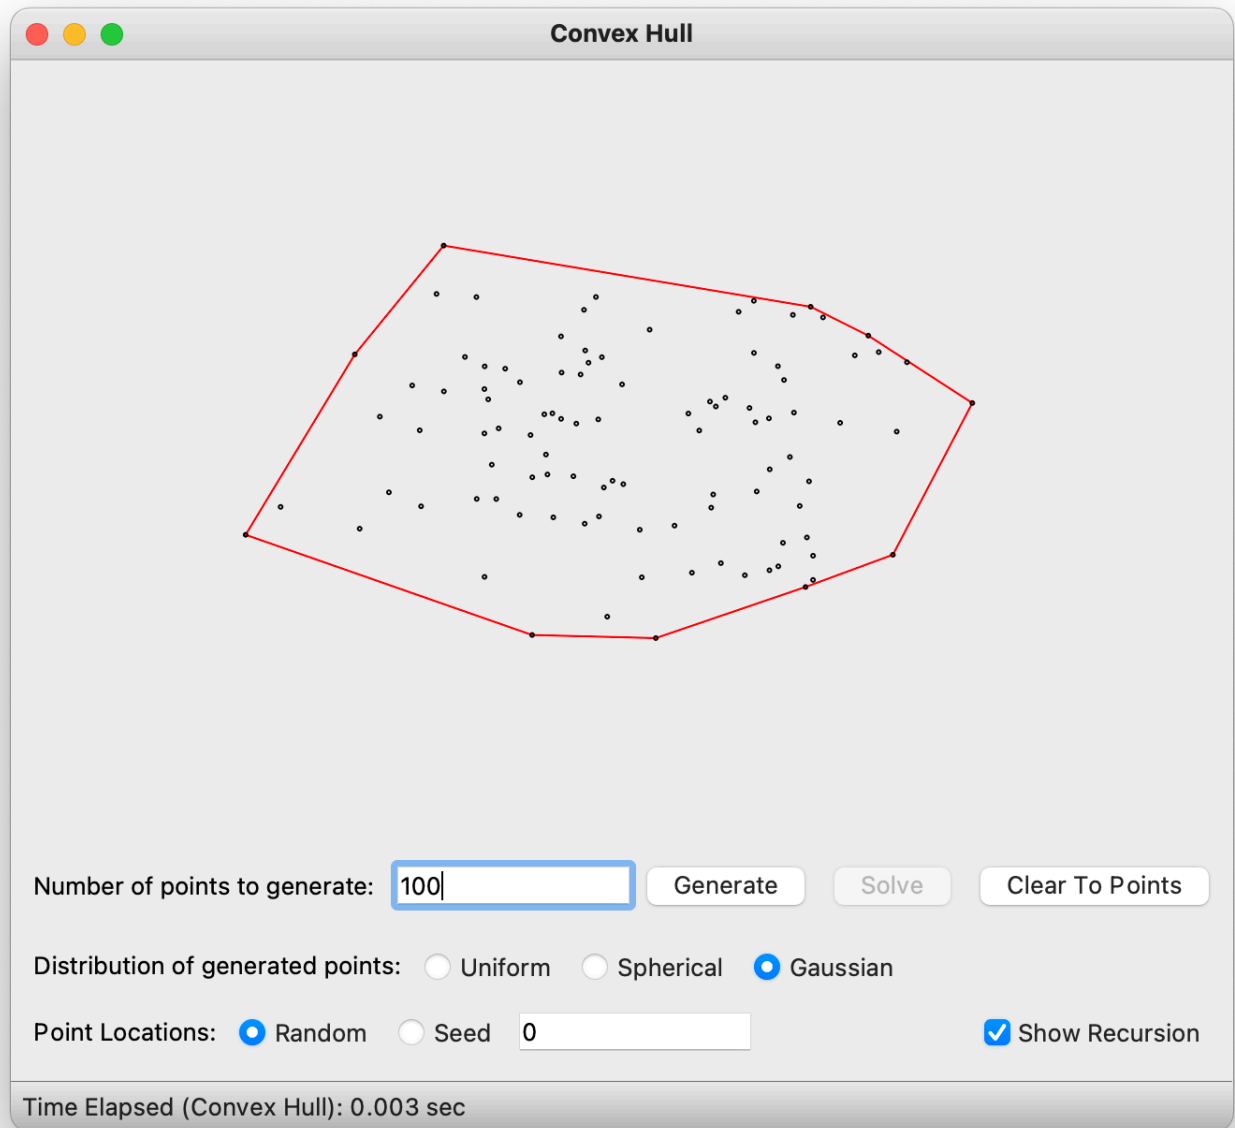 Convex Hull
Number of points to generate: 100 Generate Solve Clear To Points
Distribution of generated points: Uniform Spherical Gaussian
Point Locations: Random Seed 0 Show Recursion
Time Elapsed (Convex Hull): 0.003 sec